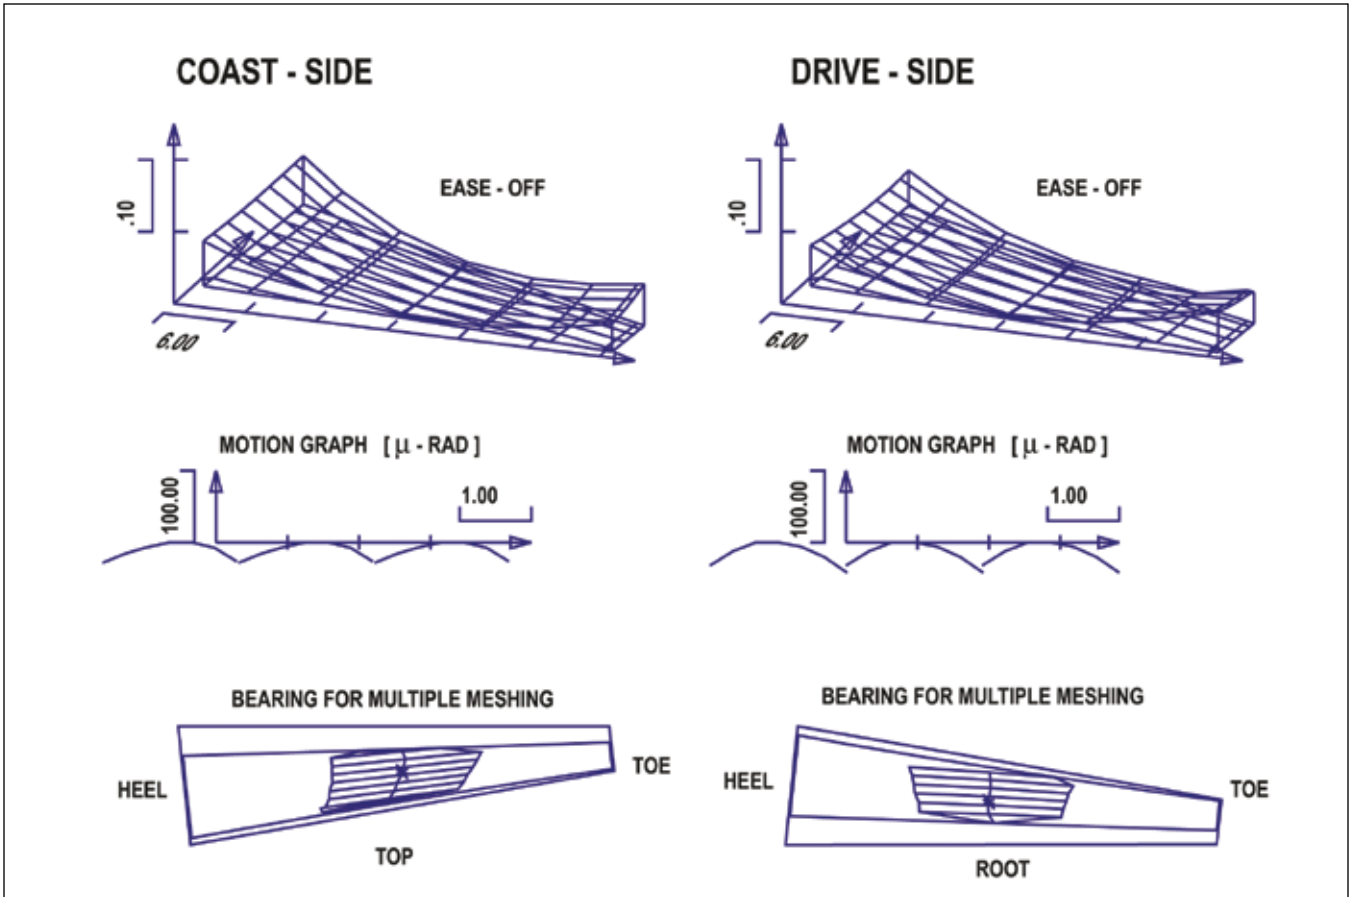 COAST - SIDE
DRIVE - SIDE
.10
EASE - OFF
6.00
.10
EASE - OFF
6.00
MOTION GRAPH [ μ - RAD ]
100.00
1.00
MOTION GRAPH [ μ - RAD ]
100.00
1.00
BEARING FOR MULTIPLE MESHING
HEEL
TOE
TOP
BEARING FOR MULTIPLE MESHING
HEEL
TOE
ROOT